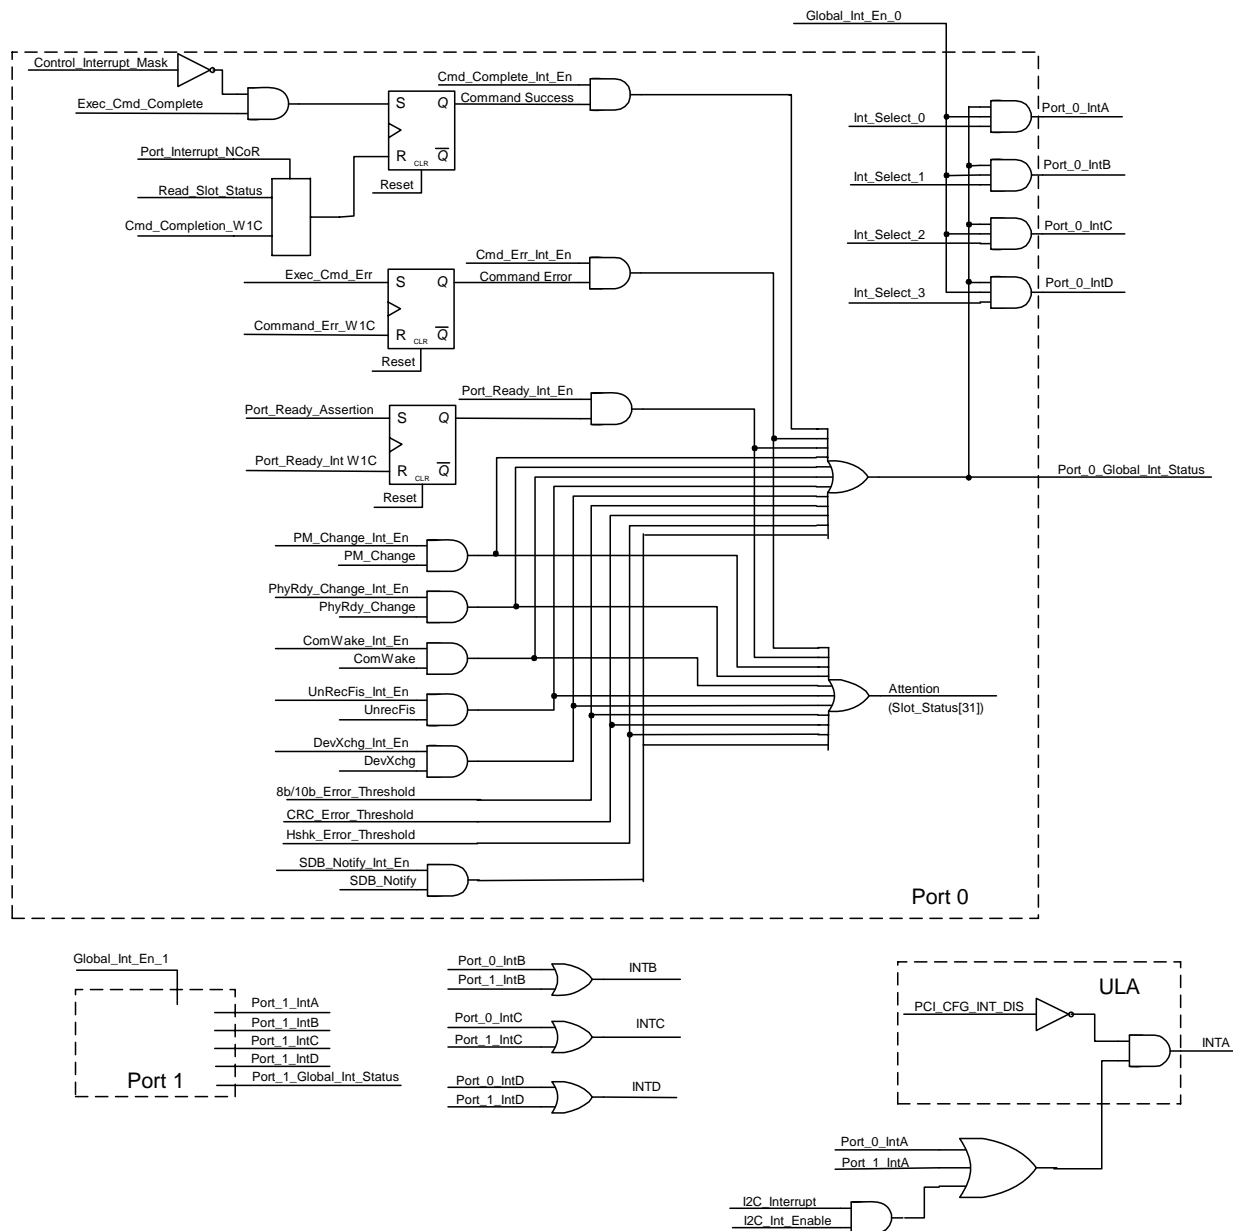 Global_Int_En_0
Control_Interrupt_Mask
Exec_Cmd_Complete
S
Q
R
CLR
Q
Reset
Cmd_Complete_Int_En
Command Success
Port_Interrupt_NCoR
Read_Slot_Status
Cmd_Completion_W1C
Int_Select_0
Port_0_IntA
Int_Select_1
Port_0_IntB
Int_Select_2
Port_0_IntC
Int_Select_3
Port_0_IntD
Exec_Cmd_Err
Command_Err_W1C
S
Q
R
CLR
Q
Reset
Cmd_Err_Int_En
Command Error
Port_Ready_Assertion
Port_Ready_Int W1C
S
Q
R
CLR
Q
Reset
Port_Ready_Int_En
Port_0_Global_Int_Status
PM_Change_Int_En
PM_Change
PhyRdy_Change_Int_En
PhyRdy_Change
ComWake_Int_En
ComWake
UnRecFis_Int_En
UnrecFis
Attention
(Slot_Status[31])
DevXchg_Int_En
DevXchg
8b/10b_Error_Threshold
CRC_Error_Threshold
Hshk_Error_Threshold
SDB_Notify_Int_En
SDB_Notify
Port 0
Global_Int_En_1
Port_1_IntA
Port_1_IntB
Port_1_IntC
Port_1_IntD
Port_1_Global_Int_Status
Port 1
Port_0_IntB
Port_1_IntB
INTB
Port_0_IntC
Port_1_IntC
INTC
Port_0_IntD
Port_1_IntD
INTD
ULA
PCI_CFG_INT_DIS
INTA
Port_0_IntA
Port_1_IntA
I2C_Interrupt
I2C_Int_Enable